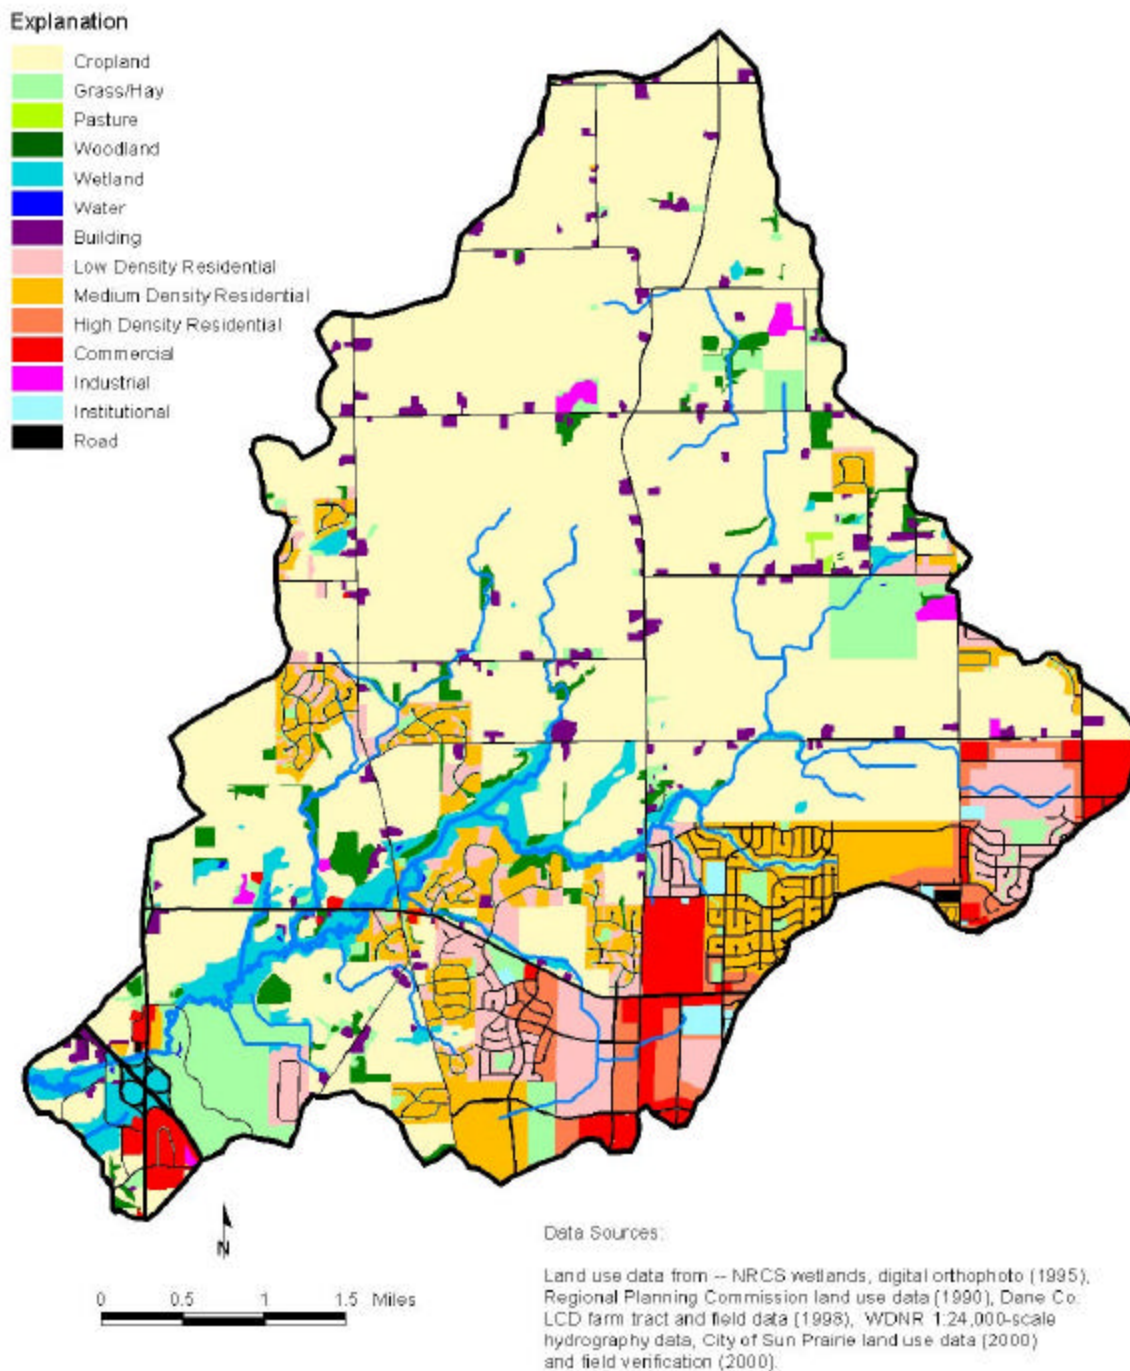 Explanation
Cropland
Grass/Hay
Pasture
Woodland
Wetland
Water
Building
Low Density Residential
Medium Density Residential
High Density Residential
Commercial
Industrial
Institutional
Road
N
0 0.5 1 1.5 Miles
Data Sources:
Land use data from -- NRCS wetlands, digital orthophoto (1995),
Regional Planning Commission land use data (1990), Dane Co.
LCD farm tract and field data (1998), WDNR 1:24,000-scale
hydrography data, City of Sun Prairie land use data (2000)
and field verification (2000).